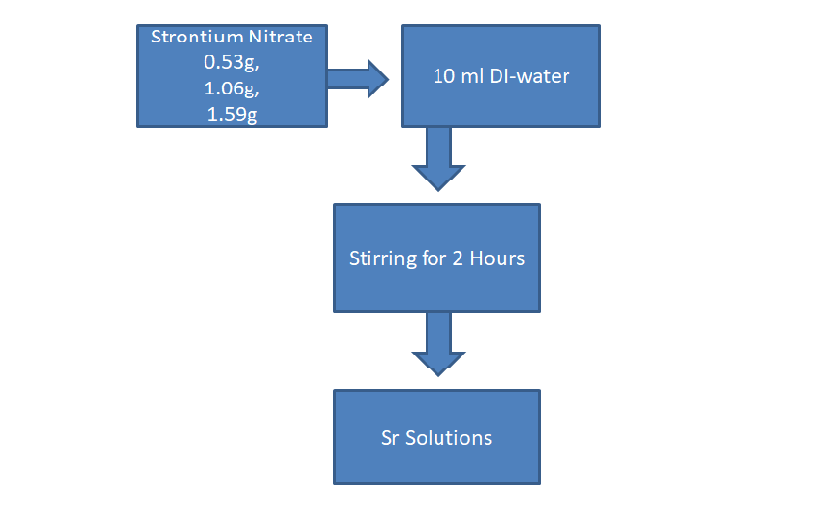 Strontium Nitrate
0.53g,
1.06g,
1.59g
10 ml DI-water
Stirring for 2 Hours
Sr Solutions